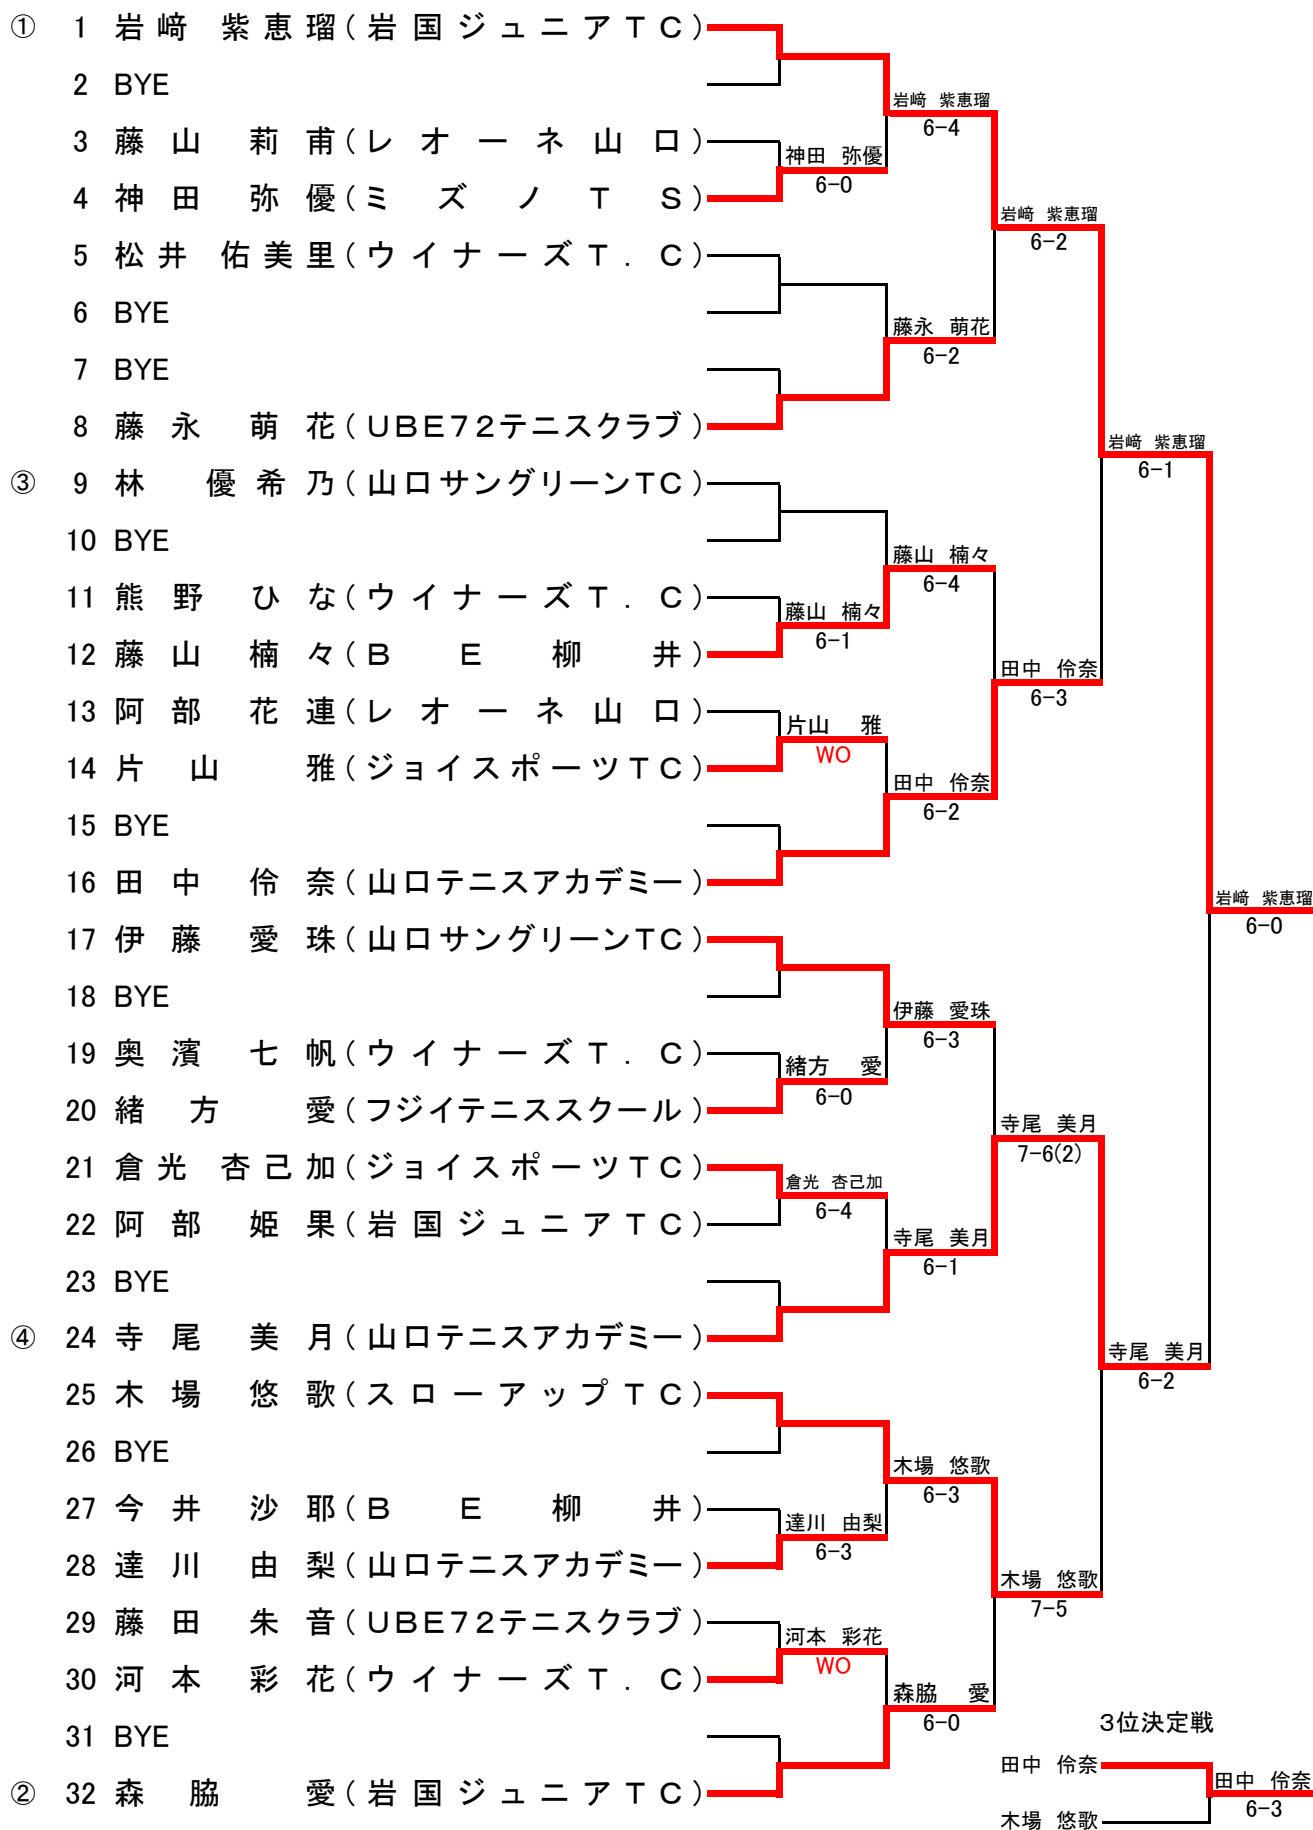 ① 1 岩﨑 紫恵瑠(岩国ジュニアTC)
2 BYE
岩﨑 紫恵瑠
6-4
3 藤山 莉甫(レオーネ山口)
神田 弥優
6-0
4 神田 弥優(ミズノTS)
岩﨑 紫恵瑠
6-2
5 松井 佑美里(ウイナーズT.C)
6 BYE
藤永 萌花
6-2
7 BYE
8 藤永 萌花(UBE72テニスクラブ)
岩﨑 紫恵瑠
6-1
③ 9 林 優希乃(山口サングリーンTC)
10 BYE
藤山 楠々
6-4
11 熊野 ひな(ウイナーズT.C)
藤山 楠々
6-1
12 藤山 楠々(BE柳井)
田中 伶奈
6-3
13 阿部 花連(レオーネ山口)
片山 雅
WO
14 片山 雅(ジョイスポーツTC)
田中 伶奈
6-2
15 BYE
16 田中 伶奈(山口テニスアカデミー)
岩﨑 紫恵瑠
6-0
17 伊藤 愛珠(山口サングリーンTC)
18 BYE
伊藤 愛珠
6-3
19 奥濱 七帆(ウイナーズT.C)
緒方 愛
6-0
20 緒方 愛(フジイテニススクール)
寺尾 美月
7-6(2)
21 倉光 杏己加(ジョイスポーツTC)
倉光 杏己加
6-4
22 阿部 姫果(岩国ジュニアTC)
寺尾 美月
6-1
23 BYE
④ 24 寺尾 美月(山口テニスアカデミー)
寺尾 美月
6-2
25 木場 悠歌(スローアップTC)
26 BYE
木場 悠歌
6-3
27 今井 沙耶(BE柳井)
達川 由梨
6-3
28 達川 由梨(山口テニスアカデミー)
木場 悠歌
7-5
29 藤田 朱音(UBE72テニスクラブ)
河本 彩花
WO
30 河本 彩花(ウイナーズT.C)
森脇 愛
6-0
31 BYE
② 32 森脇 愛(岩国ジュニアTC)
3位決定戦
田中 伶奈
田中 伶奈
6-3
木場 悠歌